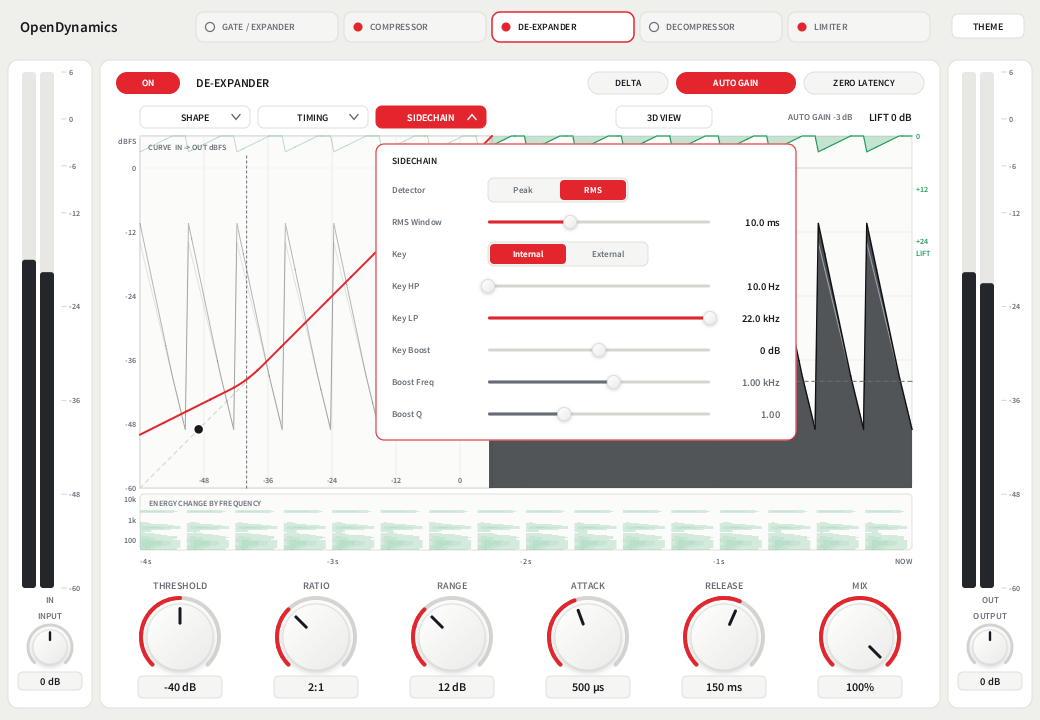 OpenDynamics
GATE / EXPANDER
COMPRESSOR
DE-EXPANDER
DECOMPRESSOR
LIMITER
THEME
ON
DE-EXPANDER
DELTA
AUTO GAIN
ZERO LATENCY
SHAPE
TIMING
SIDECHAIN
3D VIEW
AUTO GAIN -3 dB
LIFT 0 dB
dBFS
CURVE IN -> OUT dBFS
0
-12
-24
-36
-48
-60
-48
-36
-24
-12
0
0
+12
+24
LIFT
SIDECHAIN
Detector
Peak
RMS
RMS Window
10.0 ms
Key
Internal
External
Key HP
10.0 Hz
Key LP
22.0 kHz
Key Boost
0 dB
Boost Freq
1.00 kHz
Boost Q
1.00
10k
1k
100
ENERGY CHANGE BY FREQUENCY
-4s
-3s
-2s
-1s
NOW
6
0
-6
-12
-24
-36
-48
-60
IN
INPUT
0 dB
THRESHOLD
-40 dB
RATIO
2:1
RANGE
12 dB
ATTACK
500 µs
RELEASE
150 ms
MIX
100%
6
0
-6
-12
-24
-36
-48
-60
OUT
OUTPUT
0 dB